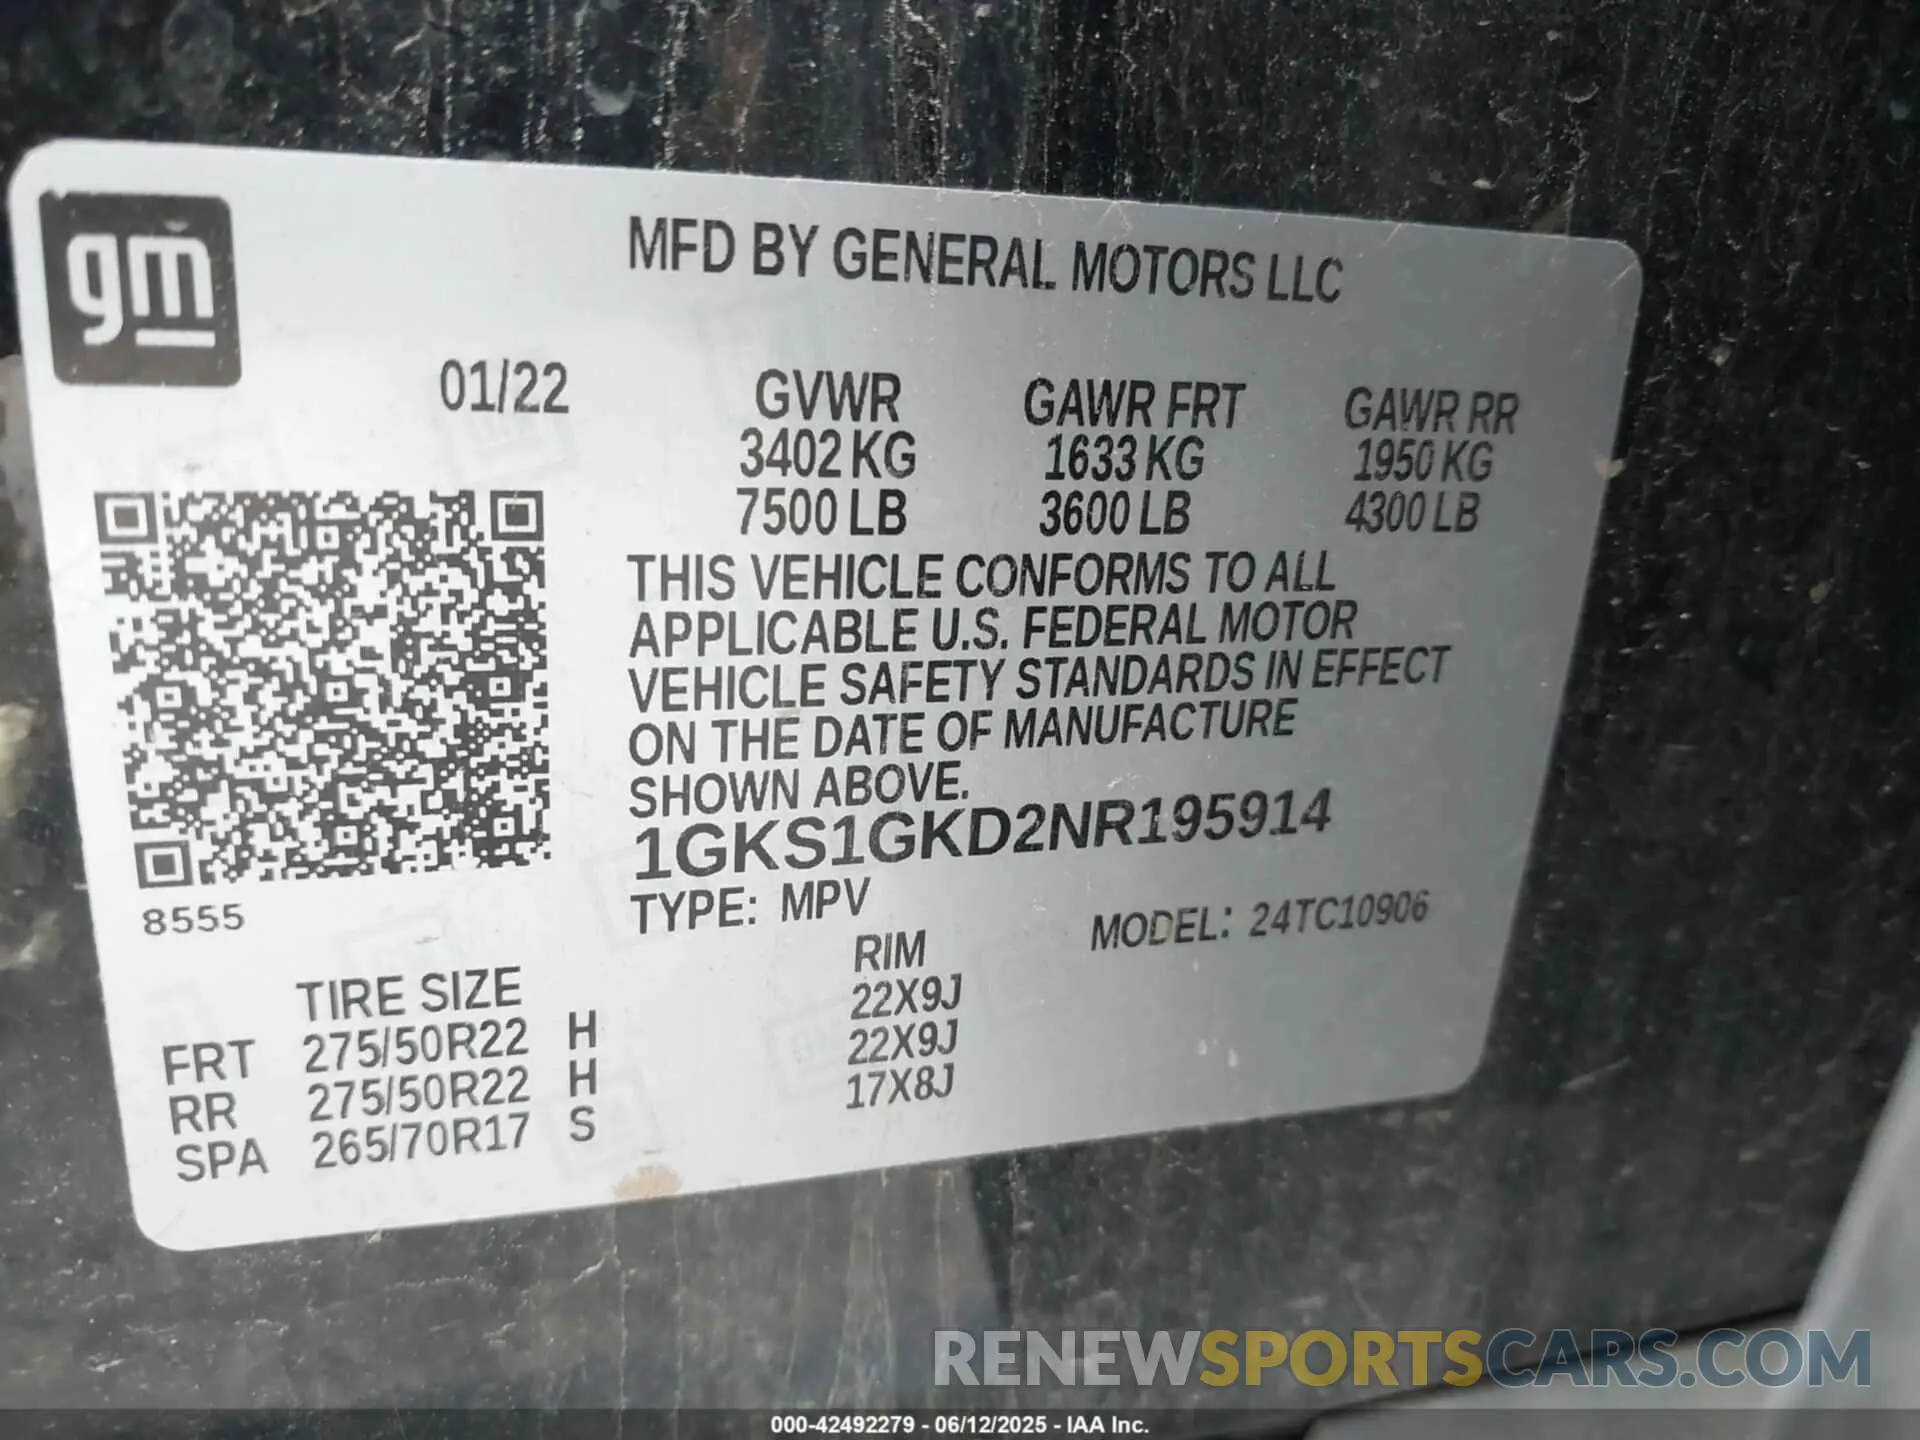 gm
MFD BY GENERAL MOTORS LLC
01/22 GVWR GAWR FRT GAWR RR
3402 KG 1633 KG 1950 KG
7500 LB 3600 LB 4300 LB
THIS VEHICLE CONFORMS TO ALL
APPLICABLE U.S. FEDERAL MOTOR
VEHICLE SAFETY STANDARDS IN EFFECT
ON THE DATE OF MANUFACTURE
SHOWN ABOVE.
1GKS1GKD2NR195914
8555
TYPE: MPV MODEL: 24TC10906
TIRE SIZE RIM
FRT 275/50R22 H 22X9J
RR 275/50R22 H 22X9J
SPA 265/70R17 S 17X8J
RENEWSPORTSCARS.COM
000-42492279 - 06/12/2025 - IAA Inc.